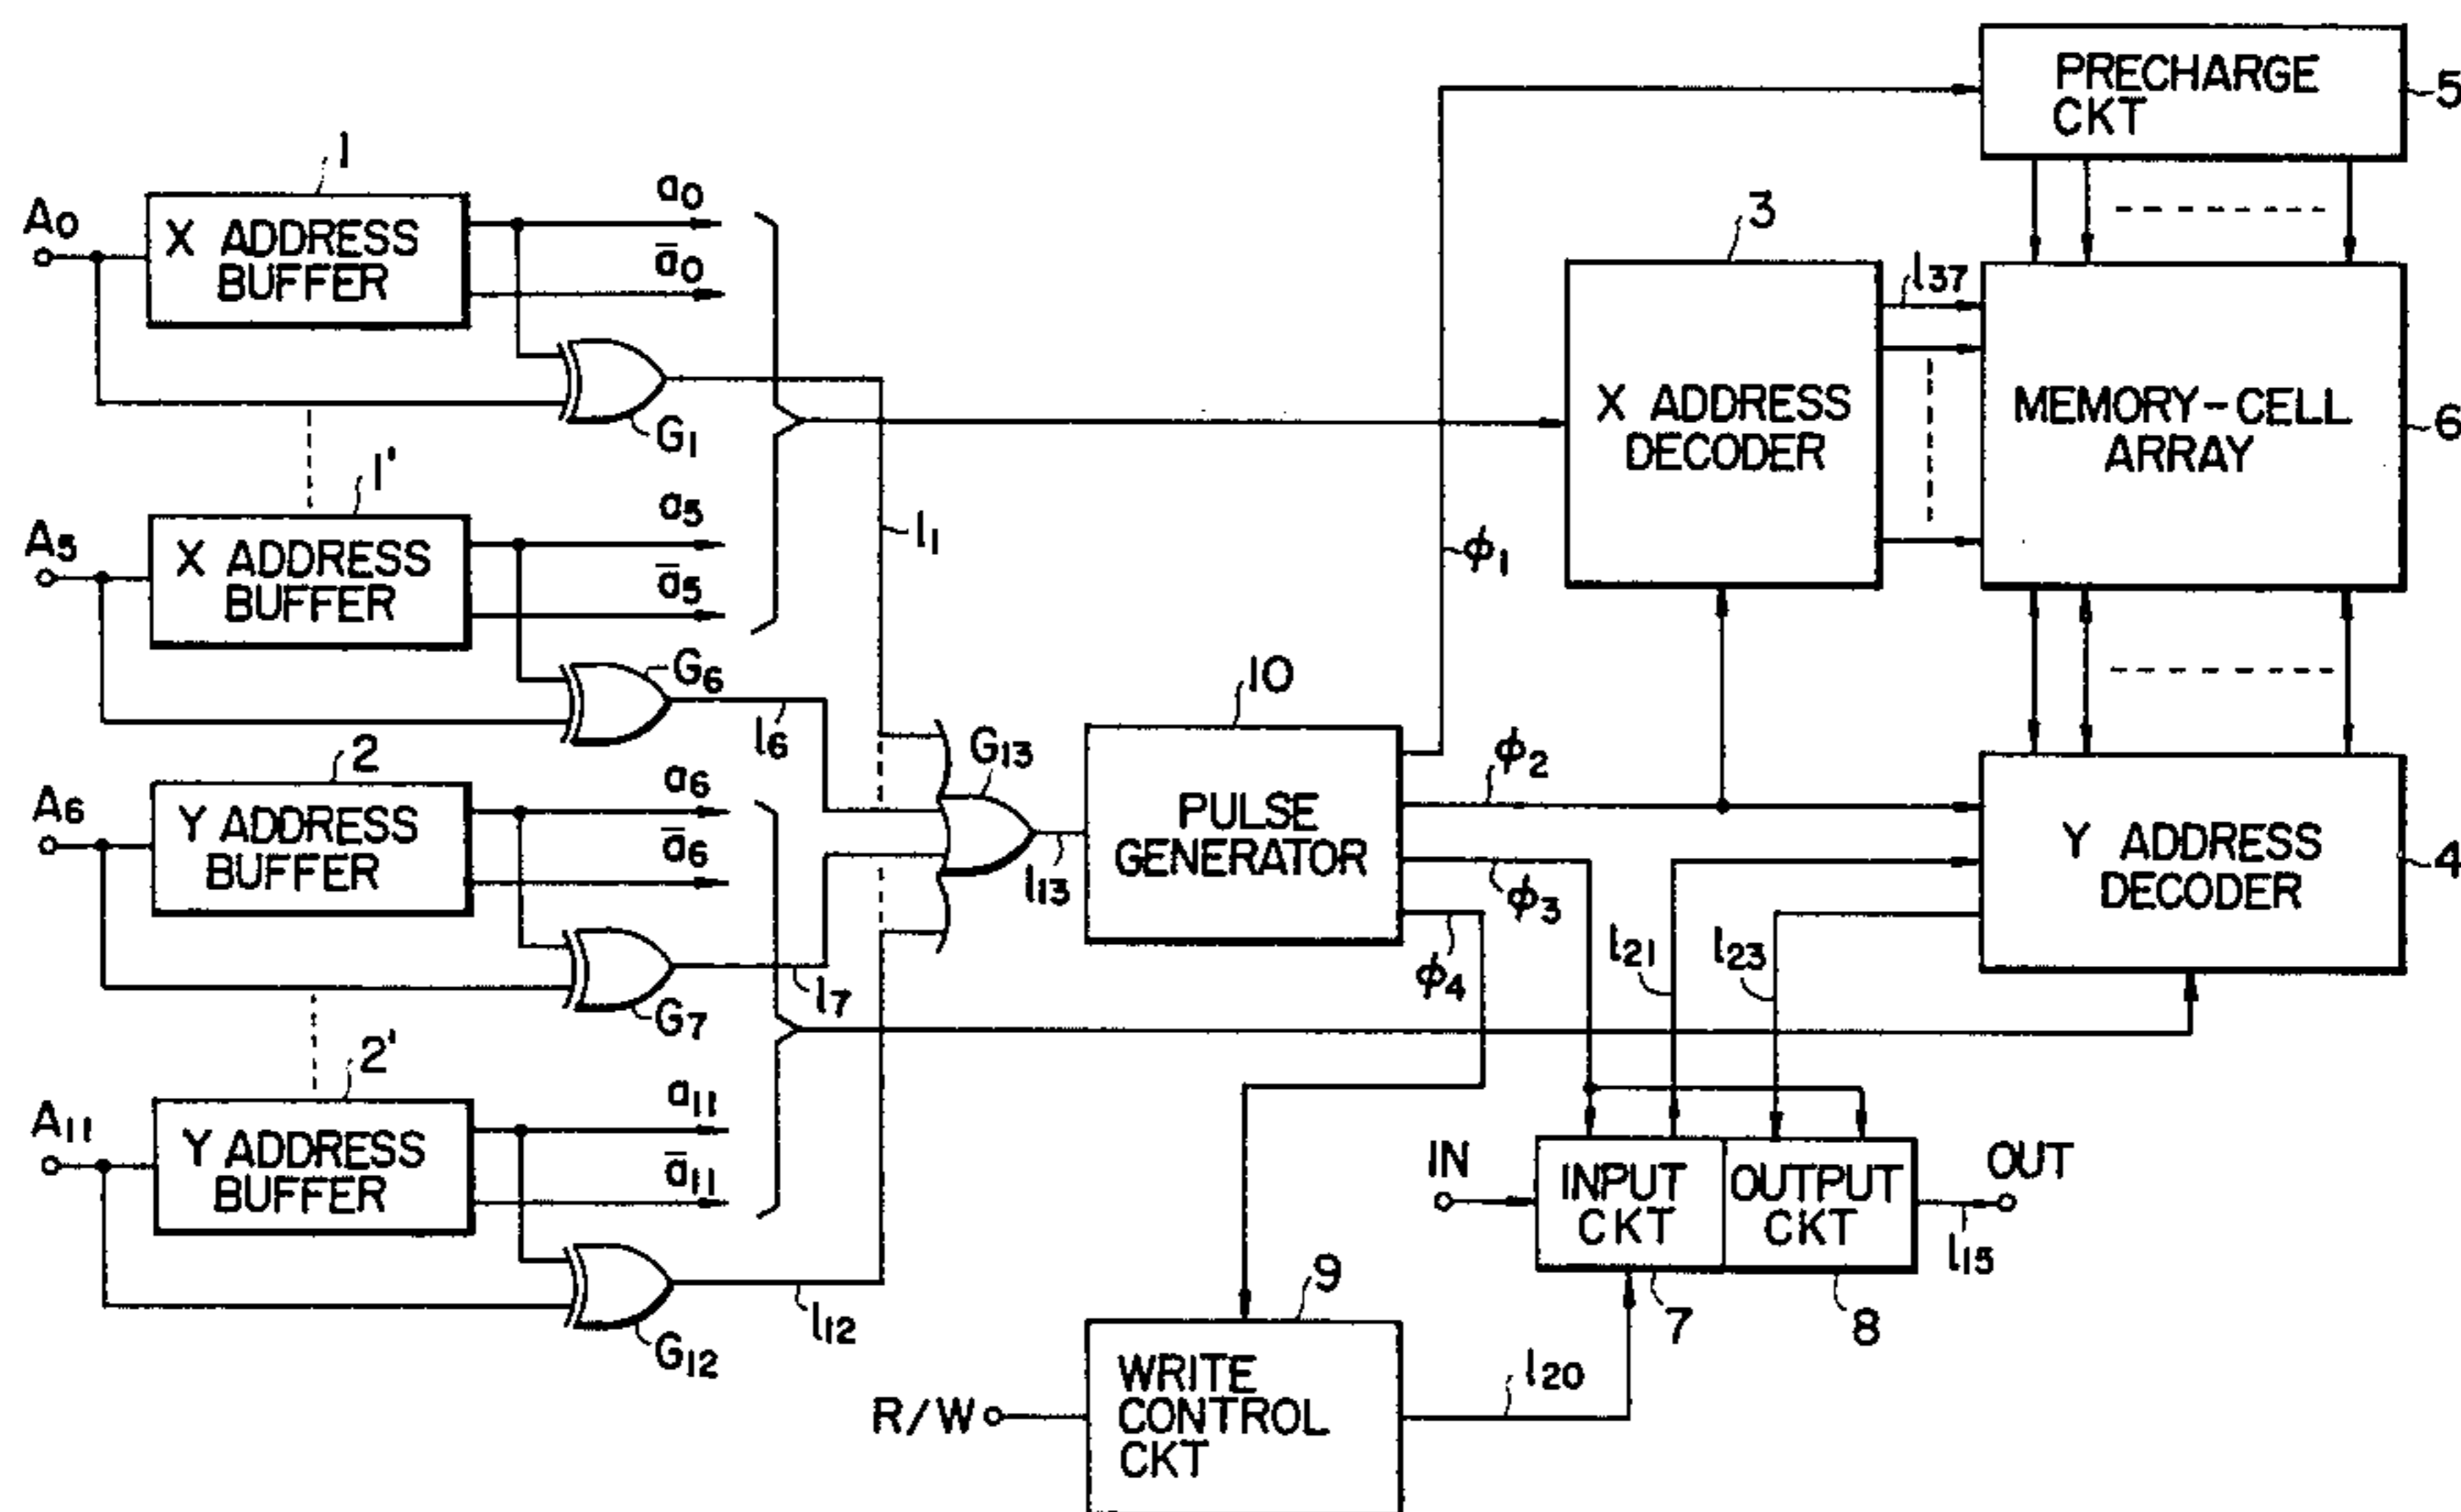 PRECHARGE
CKT
5
1
A0
X ADDRESS
BUFFER
a0
ā0
G1
3
X ADDRESS
DECODER
l37
MEMORY-CELL
ARRAY
6
1'
A5
X ADDRESS
BUFFER
a5
ā5
l1
ϕ1
G6
l6
2
A6
Y ADDRESS
BUFFER
a6
ā6
G7
l7
G13
l13
10
PULSE
GENERATOR
ϕ2
ϕ3
ϕ4
Y ADDRESS
DECODER
4
l21
l23
2'
A11
Y ADDRESS
BUFFER
a11
ā11
G12
l12
IN
INPUT
CKT
OUTPUT
CKT
OUT
l15
7
8
9
R/W
WRITE
CONTROL
CKT
l20